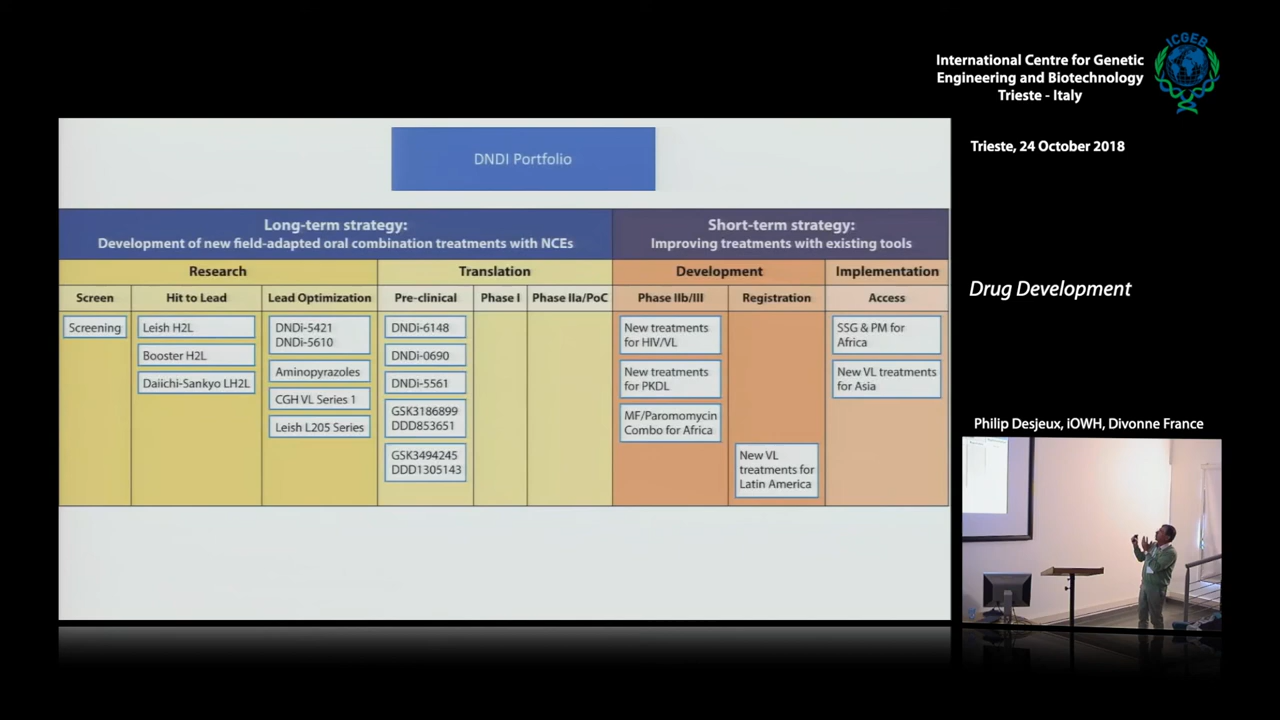 ICGEB
International Centre for Genetic
Engineering and Biotechnology
Trieste - Italy
Trieste, 24 October 2018
DNDI Portfolio
Long-term strategy:
Development of new field-adapted oral combination treatments with NCEs
Short-term strategy:
Improving treatments with existing tools
Research
Translation
Development
Implementation
Screen
Hit to Lead
Lead Optimization
Pre-clinical
Phase I
Phase IIa/PoC
Phase IIb/III
Registration
Access
Screening
Leish H2L
Booster H2L
Daiichi-Sankyo LH2L
DNDi-5421
DNDi-5610
Aminopyrazoles
CGH VL Series 1
Leish L205 Series
DNDi-6148
DNDi-0690
DNDi-5561
GSK3186899
DDD853651
GSK3494245
DDD1305143
New treatments
for HIV/VL
New treatments
for PKDL
MF/Paromomycin
Combo for Africa
New VL
treatments for
Latin America
SSG & PM for
Africa
New VL treatments
for Asia
Drug Development
Philip Desjeux, iOWH, Divonne France